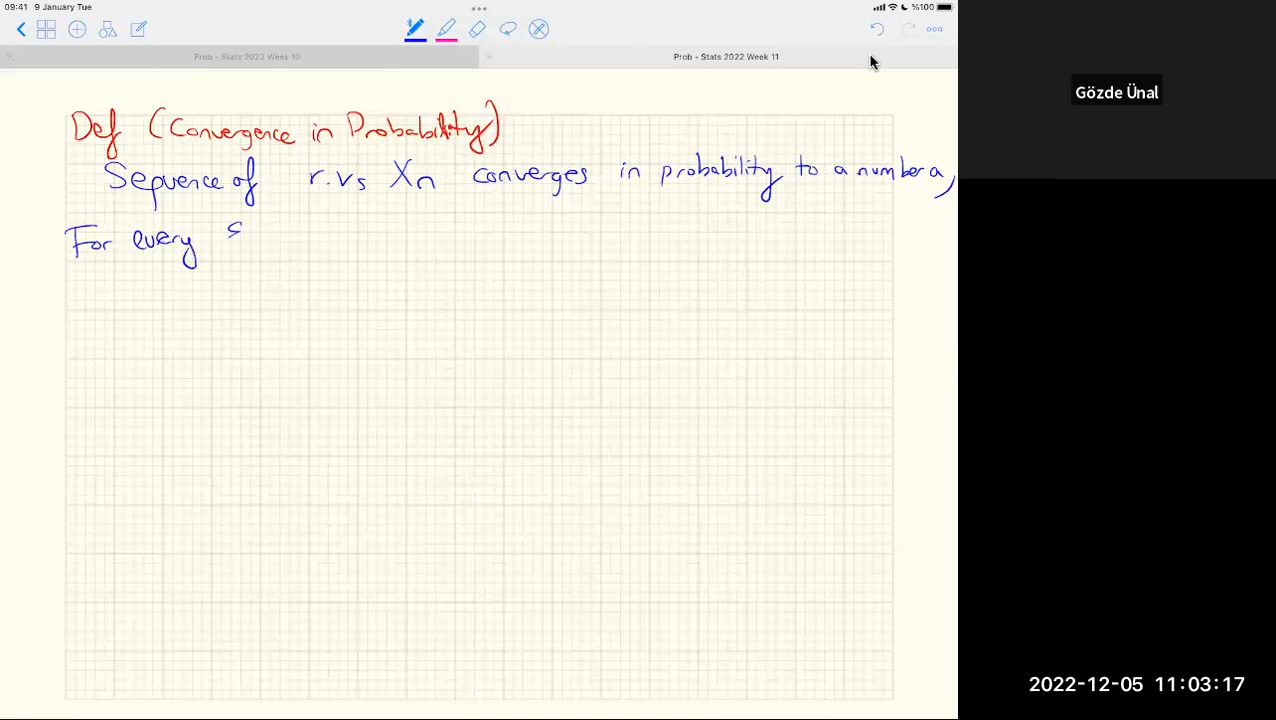 09:41 9 January Tue
%100
Prob - Stats 2022 Week 10
Prob - Stats 2022 Week 11
Gözde Ünal
Def (Convergence in Probability)
Sequence of r.vs Xn converges in probability to a number a,
For every
2022-12-05 11:03:17